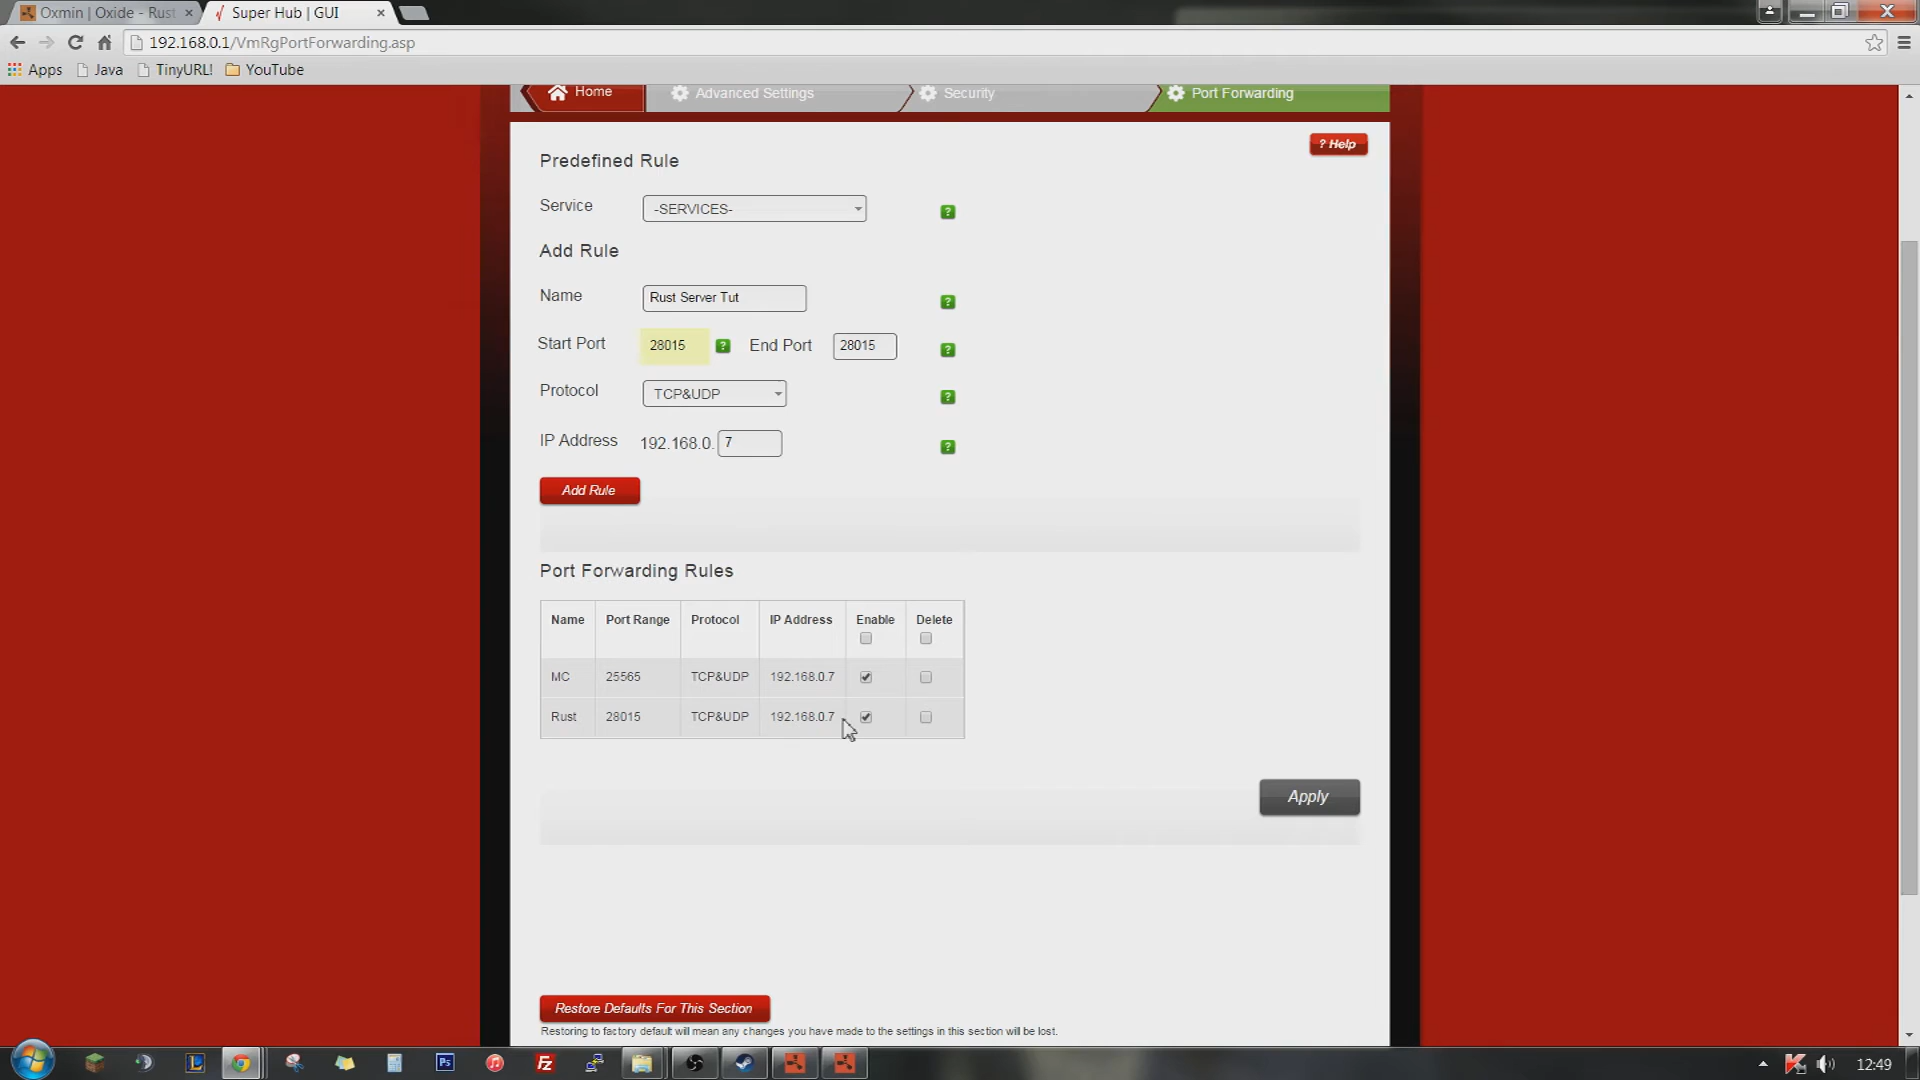 Oxmin | Oxide - Rust
Super Hub | GUI
192.168.0.1/VmRgPortForwarding.asp
Apps
Java
TinyURL!
YouTube
Home
Advanced Settings
Security
Port Forwarding
Predefined Rule
? Help
Service
-SERVICES-
?
Add Rule
Name
Rust Server Tut
?
Start Port
28015
?
End Port
28015
?
Protocol
TCP&UDP
?
IP Address
192.168.0.
7
?
Add Rule
Port Forwarding Rules
Name Port Range Protocol IP Address Enable Delete
MC 25565 TCP&UDP 192.168.0.7
Rust 28015 TCP&UDP 192.168.0.7
Apply
Restore Defaults For This Section
Restoring to factory default will mean any changes you have made to the settings in this section will be lost.
L
Ps
Fz
12:49